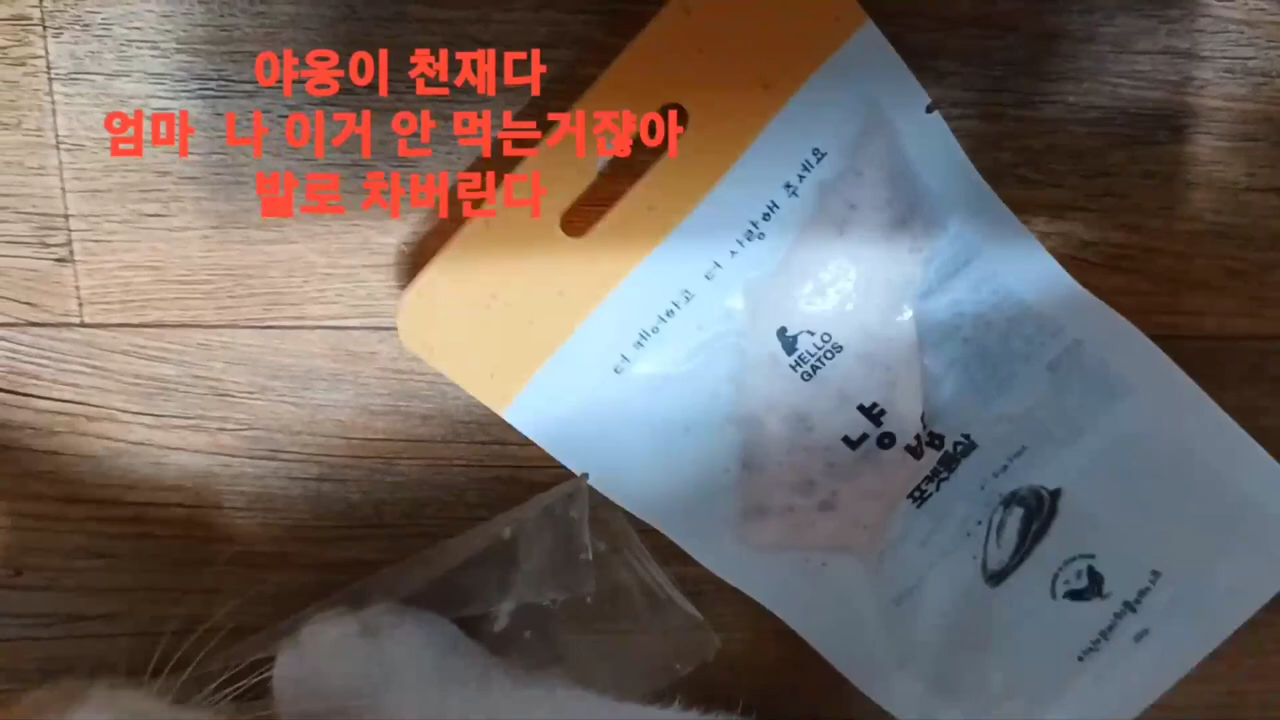 야옹이 천재다
엄마 나 이거 안 먹는거잖아
발로 차버린다
더 예뻐하고 더 사랑해 주세요
HELLO
GATOS
냥
포켓통살